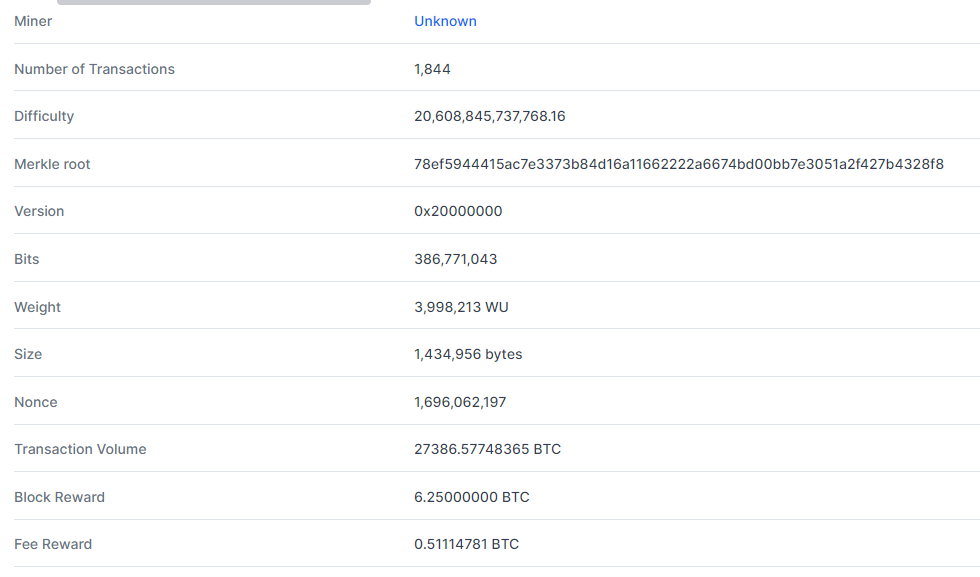 Miner Unknown
Number of Transactions 1,844
Difficulty 20,608,845,737,768.16
Merkle root 78ef5944415ac7e3373b84d16a11662222a6674bd00bb7e3051a2f427b4328f8
Version 0x20000000
Bits 386,771,043
Weight 3,998,213 WU
Size 1,434,956 bytes
Nonce 1,696,062,197
Transaction Volume 27386.57748365 BTC
Block Reward 6.25000000 BTC
Fee Reward 0.51114781 BTC